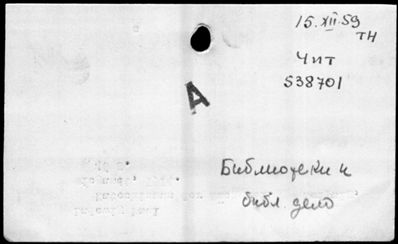 15.XII.59
ТН
Чит
538701
А
Библиотеки и
библ. дело